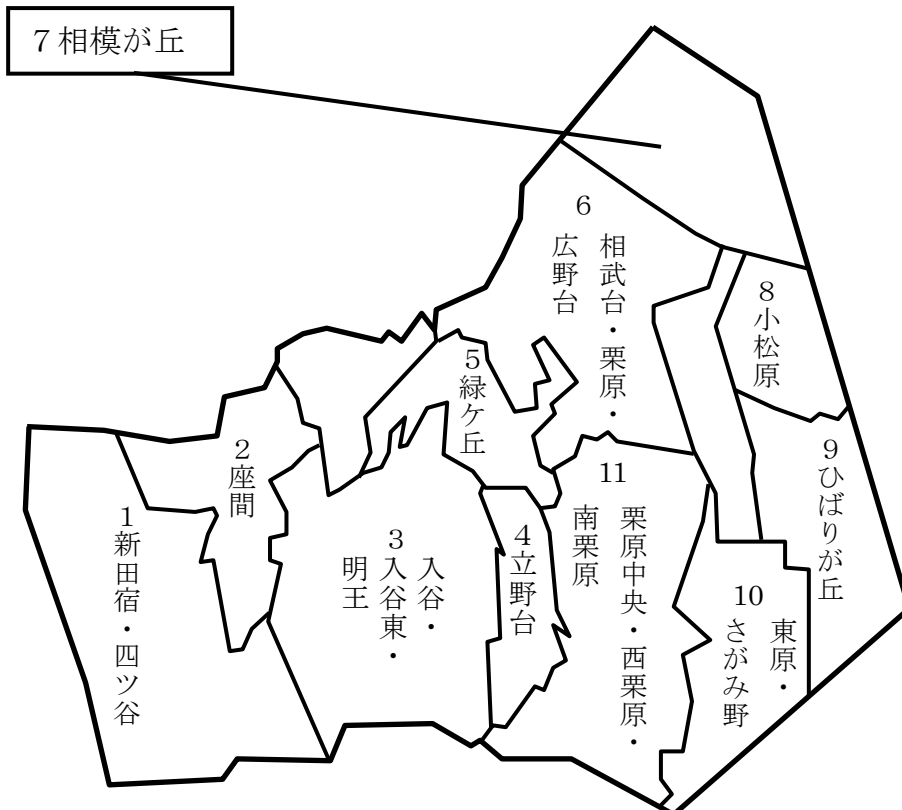 ７相模が丘
６
相武台・栗原・
広野台
８小松原
５緑ケ丘
２座間
９ひばりが丘
11
栗原中央・西栗原・
南栗原
１新田宿・四ツ谷
３
入谷・
入谷東・
明王
４立野台
10
東原・
さがみ野